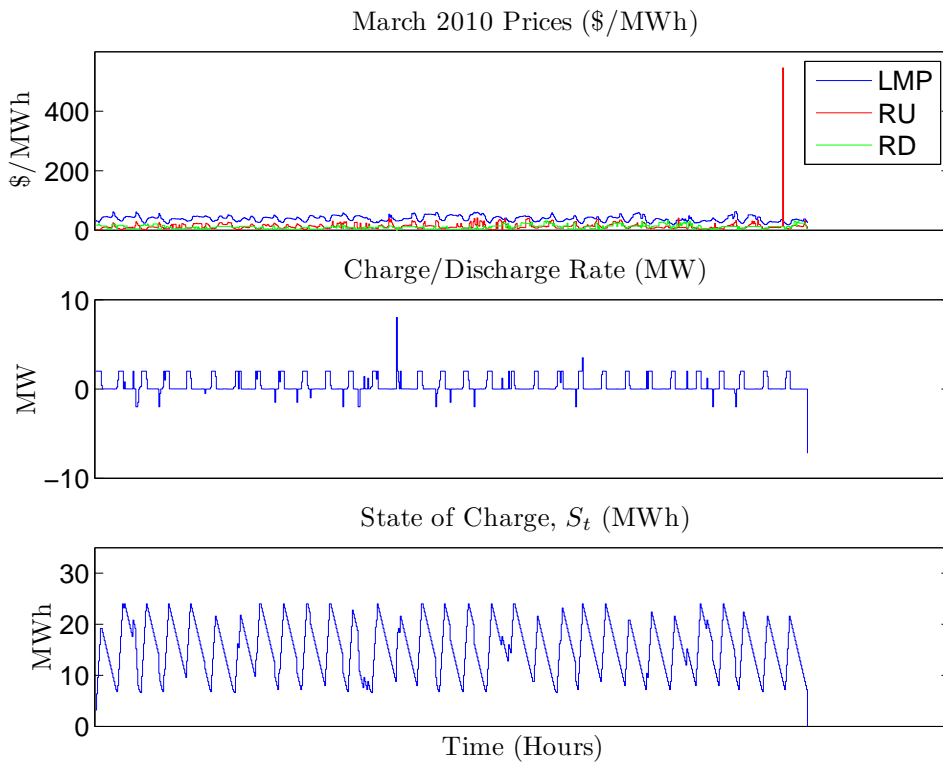 March 2010 Prices ($/MWh)
$/MWh
400
200
0
LMP
RU
RD
Charge/Discharge Rate (MW)
MW
10
0
−10
State of Charge, S_t (MWh)
MWh
30
20
10
0
Time (Hours)